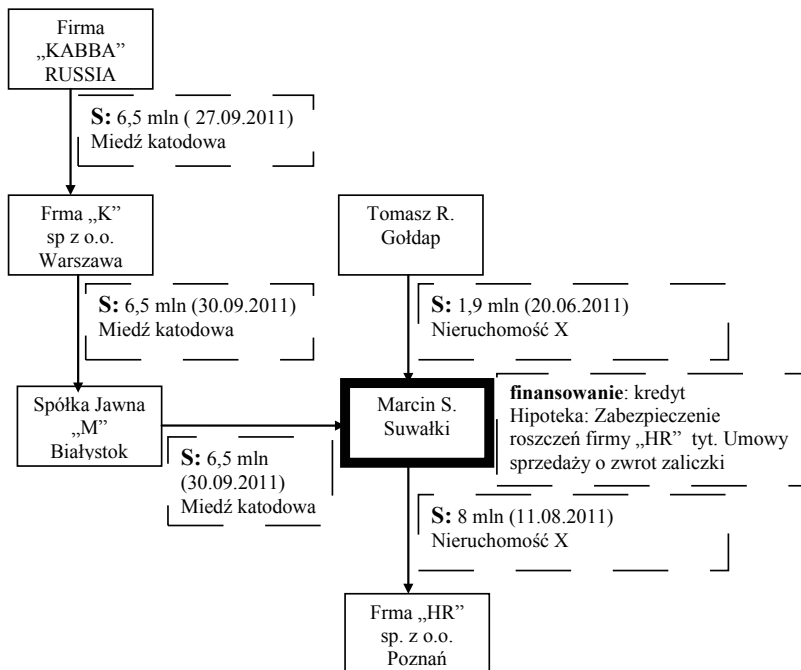 Firma
„KABBA”
RUSSIA
S: 6,5 mln ( 27.09.2011)
Miedź katodowa
Frma „K”
sp z o.o.
Warszawa
Tomasz R.
Gołdap
S: 6,5 mln (30.09.2011)
Miedź katodowa
S: 1,9 mln (20.06.2011)
Nieruchomość X
Spółka Jawna
„M”
Białystok
Marcin S.
Suwałki
finansowanie: kredyt
Hipoteka: Zabezpieczenie
roszczeń firmy „HR” tyt. Umowy
sprzedaży o zwrot zaliczki
S: 6,5 mln
(30.09.2011)
Miedź katodowa
S: 8 mln (11.08.2011)
Nieruchomość X
Frma „HR”
sp. z o.o.
Poznań